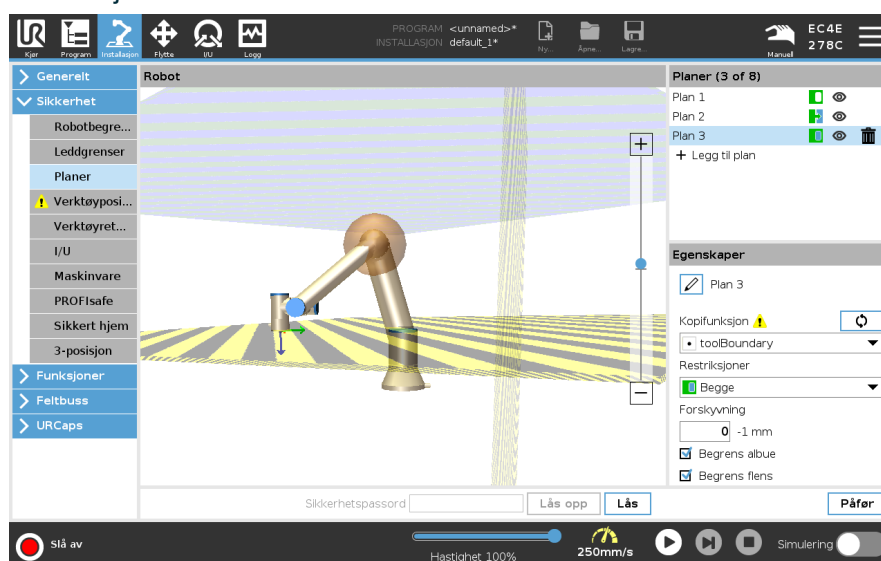 PROGRAM <unnamed>*
INSTALLASJON default_1*
Kjør
Program
Installasjon
Flytte
I/U
Logg
Ny...
Åpne...
Lagre...
Manuel
EC4E
278C
Generelt
Sikkerhet
Robotbegre...
Leddgrenser
Planer
Verktøyposi...
Verktøyret...
I/U
Maskinvare
PROFIsafe
Sikkert hjem
3-posisjon
Funksjoner
Feltbuss
URCaps
Robot
Planer (3 of 8)
Plan 1
Plan 2
Plan 3
+ Legg til plan
Egenskaper
Plan 3
Kopifunksjon
toolBoundary
Restriksjoner
Begge
Forskyvning
0 -1 mm
Begrens albue
Begrens flens
Sikkerhetspassord
Lås opp
Lås
Påfør
Slå av
Hastighet 100%
250mm/s
Simulering